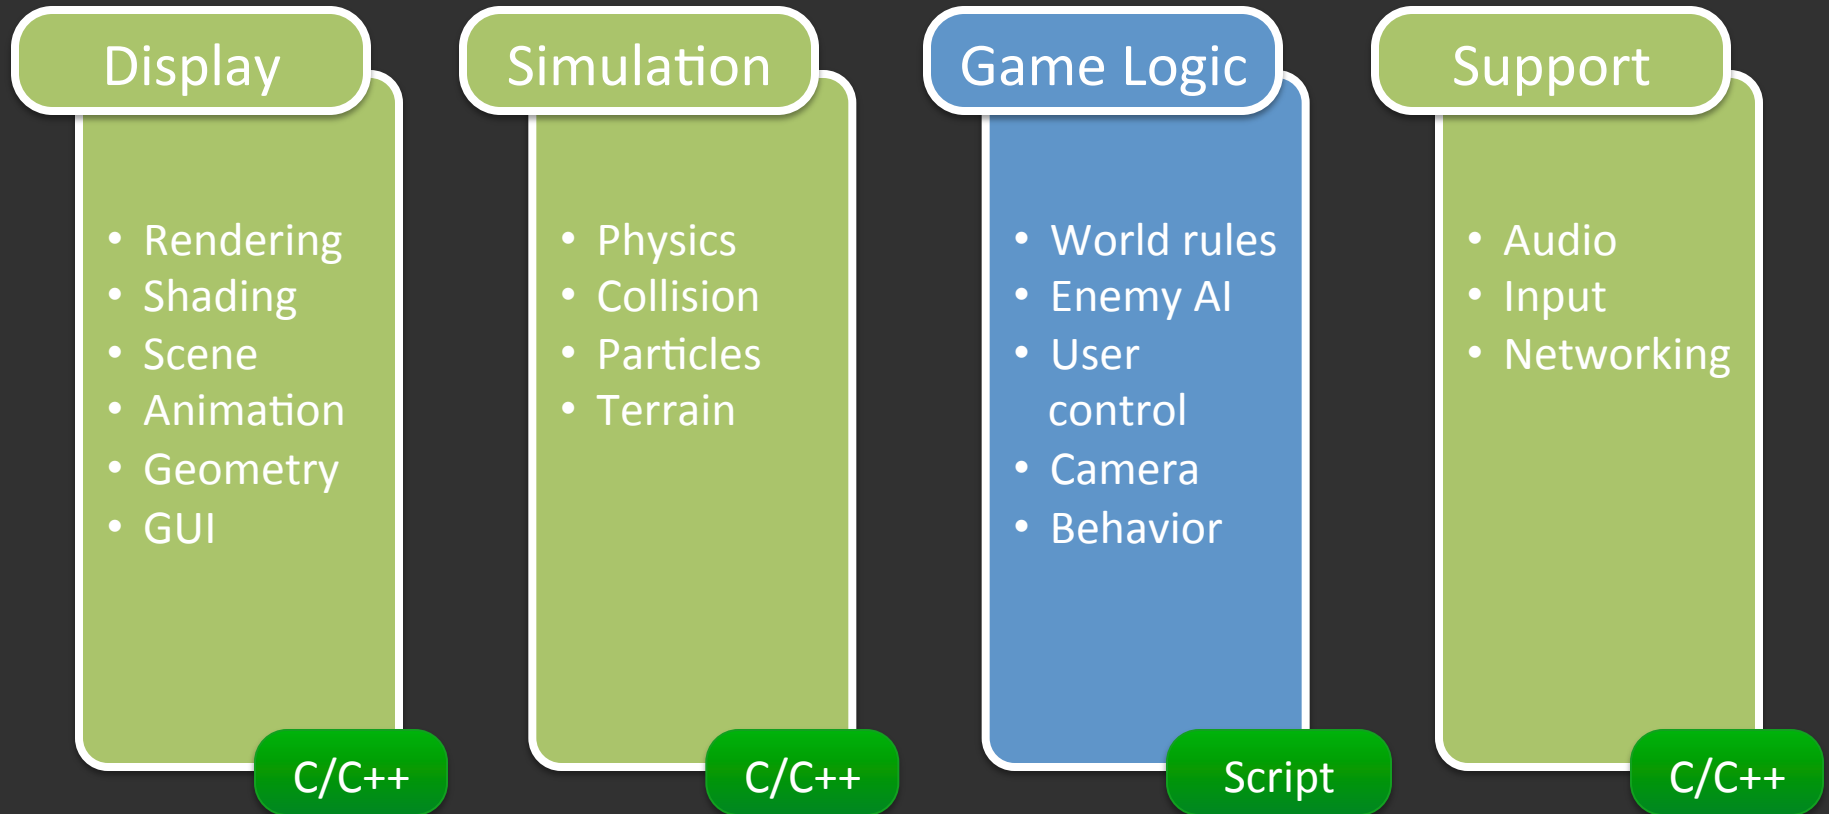 Display
• Rendering
• Shading
• Scene
• Animation
• Geometry
• GUI
C/C++
Simulation
• Physics
• Collision
• Particles
• Terrain
C/C++
Game Logic
• World rules
• Enemy AI
• User
control
• Camera
• Behavior
Script
Support
• Audio
• Input
• Networking
C/C++